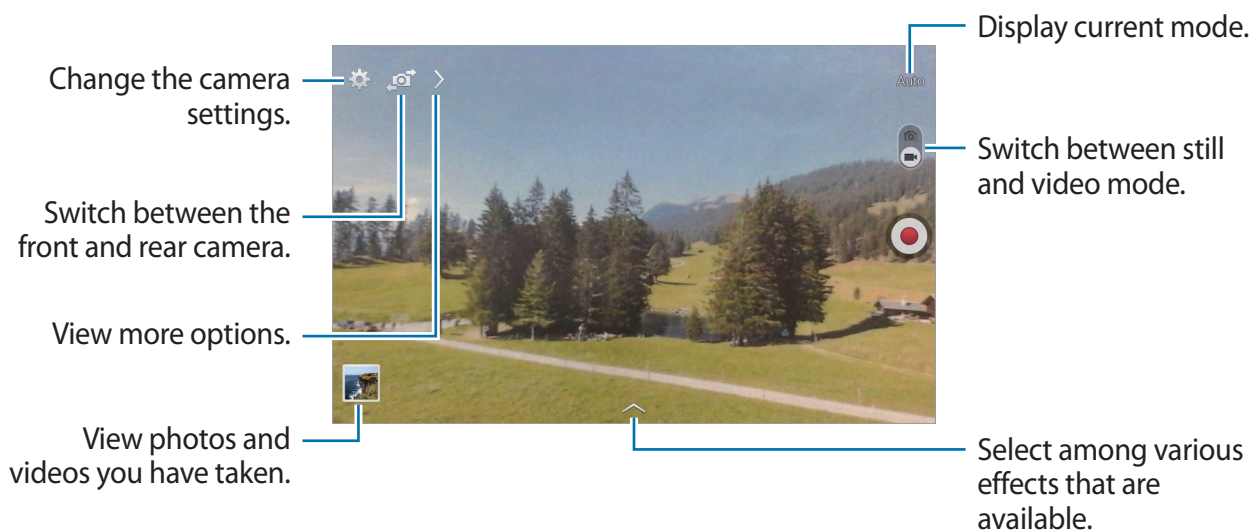 Display current mode.
Change the camera
settings.
Auto
Switch between still
and video mode.
Switch between the
front and rear camera.
View more options.
View photos and
videos you have taken.
Select among various
effects that are
available.